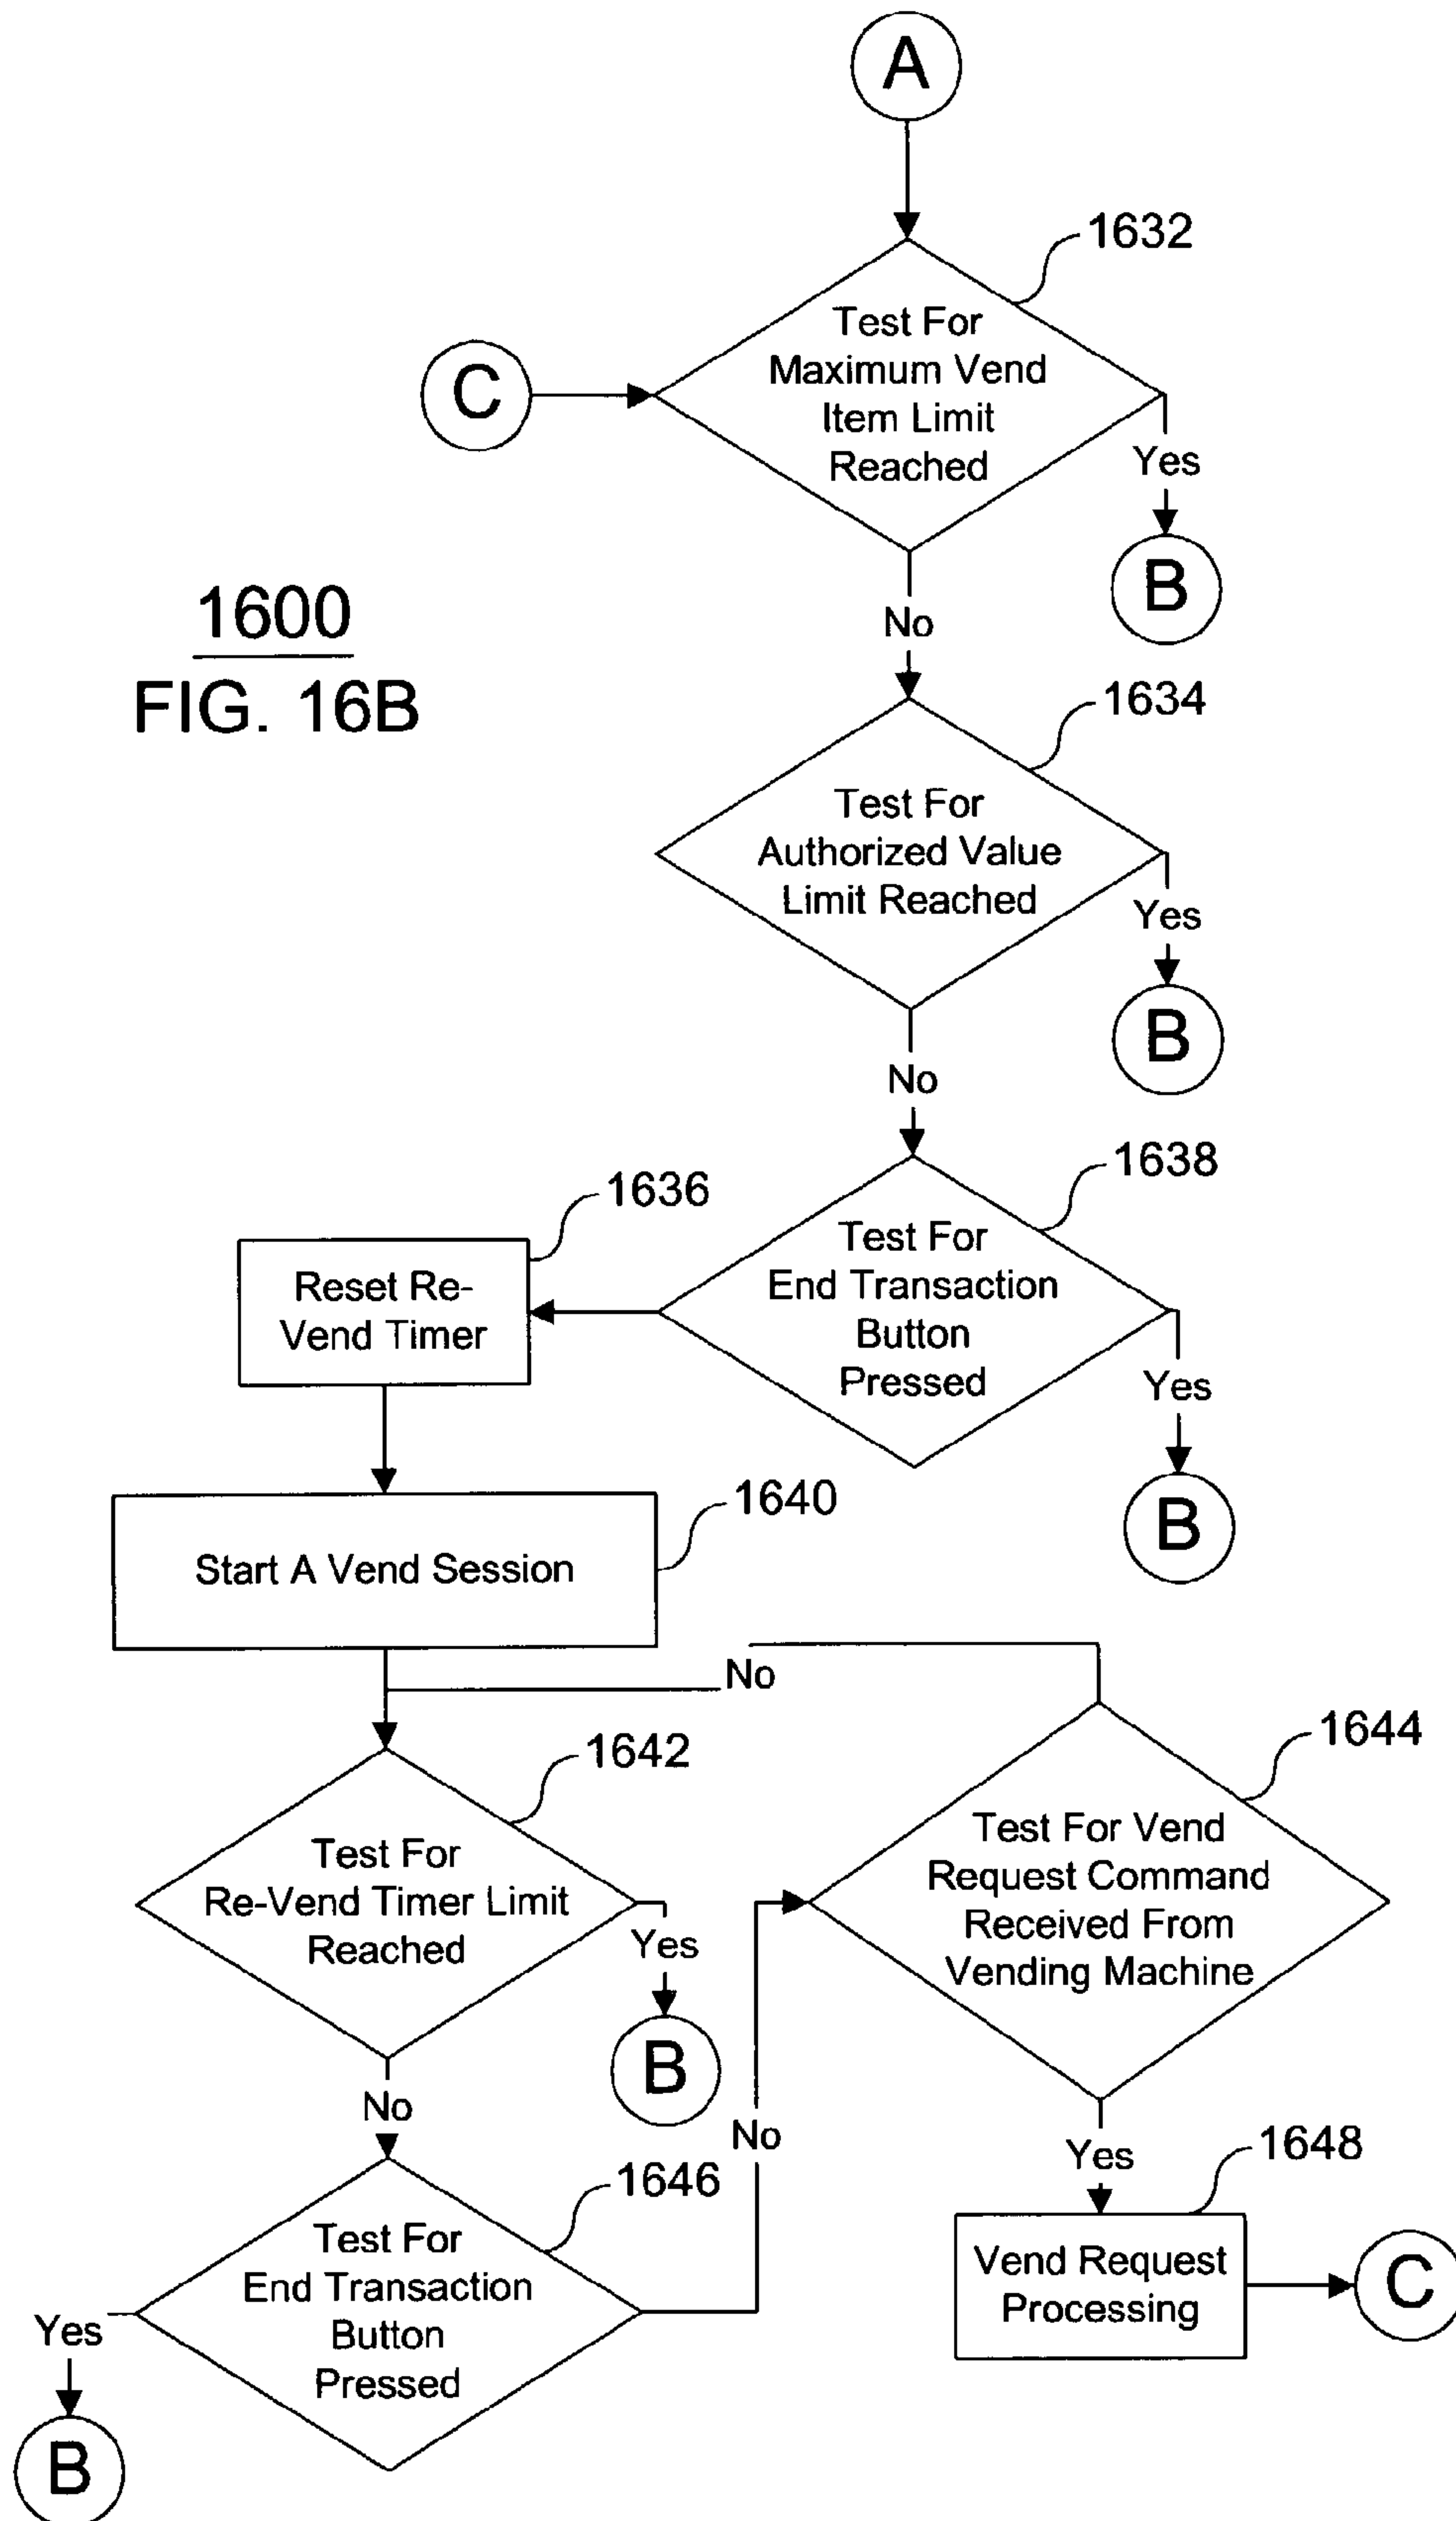 A
1632
Test For
Maximum Vend
Item Limit
Reached
C
Yes
B
No
1600
FIG. 16B
1634
Test For
Authorized Value
Limit Reached
Yes
B
No
1638
Test For
End Transaction
Button
Pressed
Yes
B
1636
Reset Re-
Vend Timer
1640
Start A Vend Session
No
1642
Test For
Re-Vend Timer Limit
Reached
Yes
B
No
1644
Test For Vend
Request Command
Received From
Vending Machine
No
Yes
1646
Test For
End Transaction
Button
Pressed
Yes
B
1648
Vend Request
Processing
C